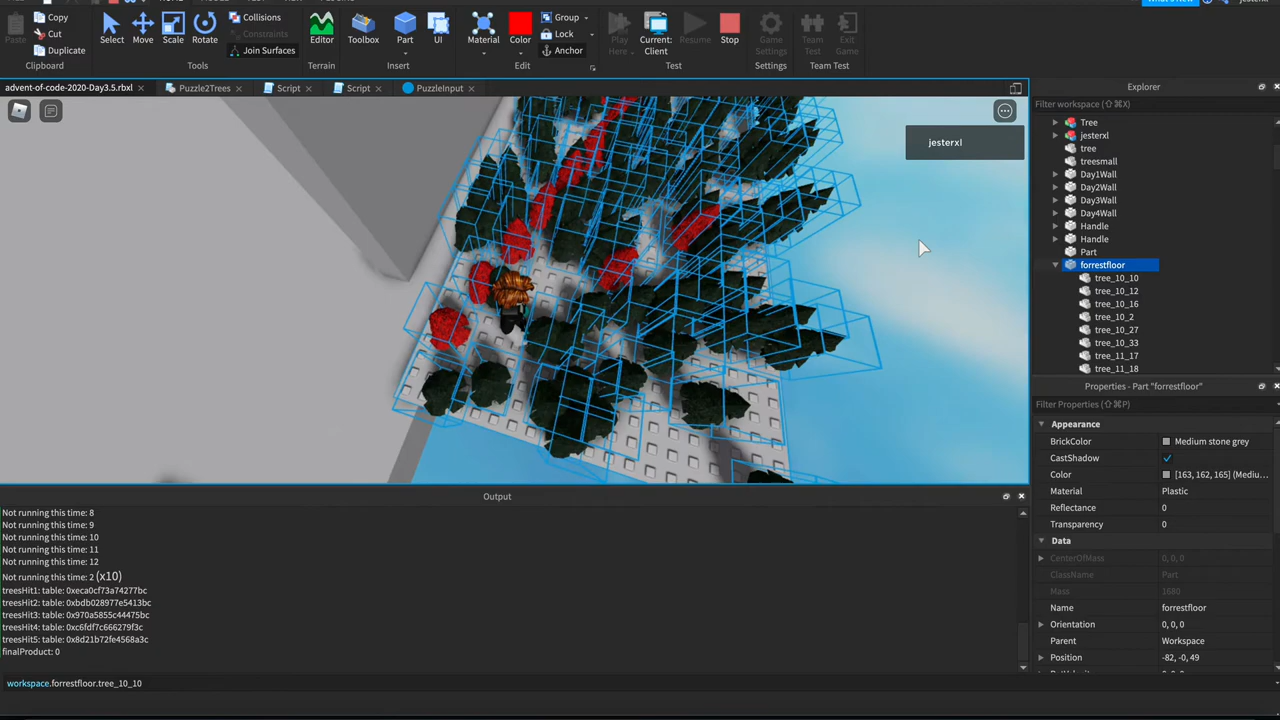 What's New
jesterxl
Paste
Copy
Cut
Duplicate
Clipboard
Select
Move
Scale
Rotate
Collisions
Constraints
Join Surfaces
Tools
Editor
Terrain
Toolbox
Part
UI
Insert
Material
Color
Group
Lock
Anchor
Edit
Play
Here
Current:
Client
Resume
Stop
Test
Game
Settings
Settings
Team
Test
Exit
Game
Team Test
advent-of-code-2020-Day3.5.rbxl
Puzzle2Trees
Script
Script
PuzzleInput
jesterxl
Explorer
Filter workspace (⇧⌘X)
Tree
jesterxl
tree
treesmall
Day1Wall
Day2Wall
Day3Wall
Day4Wall
Handle
Handle
Part
forrestfloor
tree_10_10
tree_10_12
tree_10_16
tree_10_2
tree_10_27
tree_10_33
tree_11_17
tree_11_18
Properties - Part "forrestfloor"
Filter Properties (⇧⌘P)
Appearance
BrickColor Medium stone grey
CastShadow
Color [163, 162, 165] (Mediu...
Material Plastic
Reflectance 0
Transparency 0
Data
CenterOfMass 0, 0, 0
ClassName Part
Mass 1680
Name forrestfloor
Orientation 0, 0, 0
Parent Workspace
Position -82, -0, 49
Output
Not running this time: 8
Not running this time: 9
Not running this time: 10
Not running this time: 11
Not running this time: 12
Not running this time: 2 (x10)
treesHit1: table: 0xeca0cf73a74277bc
treesHit2: table: 0xbdb028977e5413bc
treesHit3: table: 0x970a5855c44475bc
treesHit4: table: 0xc6fdf7c666279f3c
treesHit5: table: 0x8d21b72fe4568a3c
finalProduct: 0
workspace.forrestfloor.tree_10_10